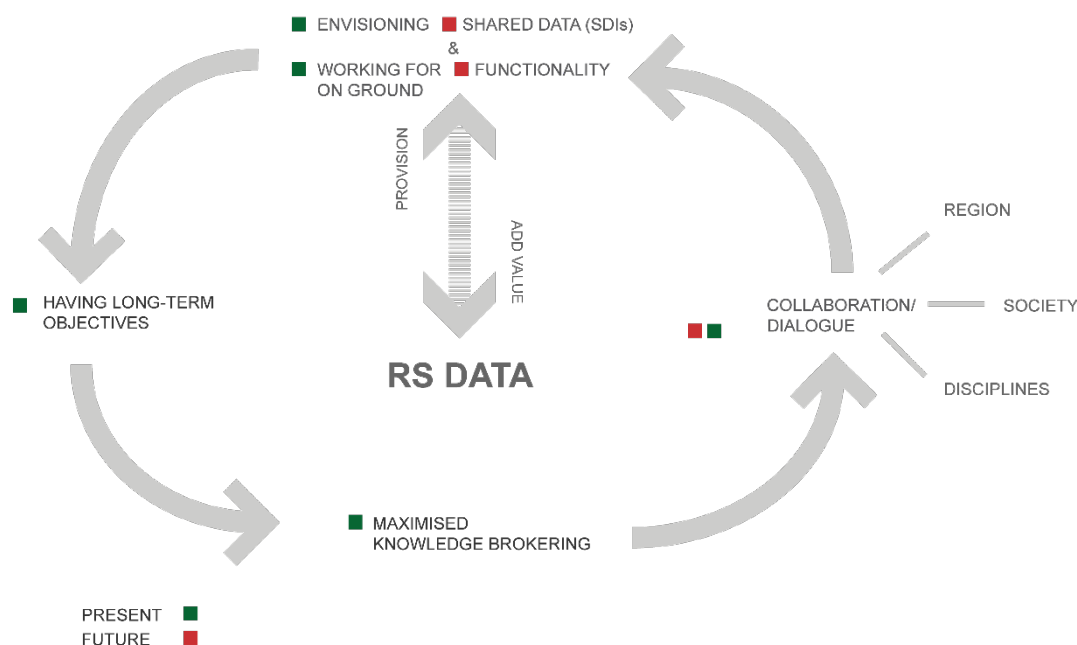 ENVISIONING SHARED DATA (SDIs)
&
WORKING FOR FUNCTIONALITY
ON GROUND
PROVISION
ADD VALUE
REGION
HAVING LONG-TERM
OBJECTIVES
COLLABORATION/
DIALOGUE
SOCIETY
RS DATA
DISCIPLINES
MAXIMISED
KNOWLEDGE BROKERING
PRESENT
FUTURE